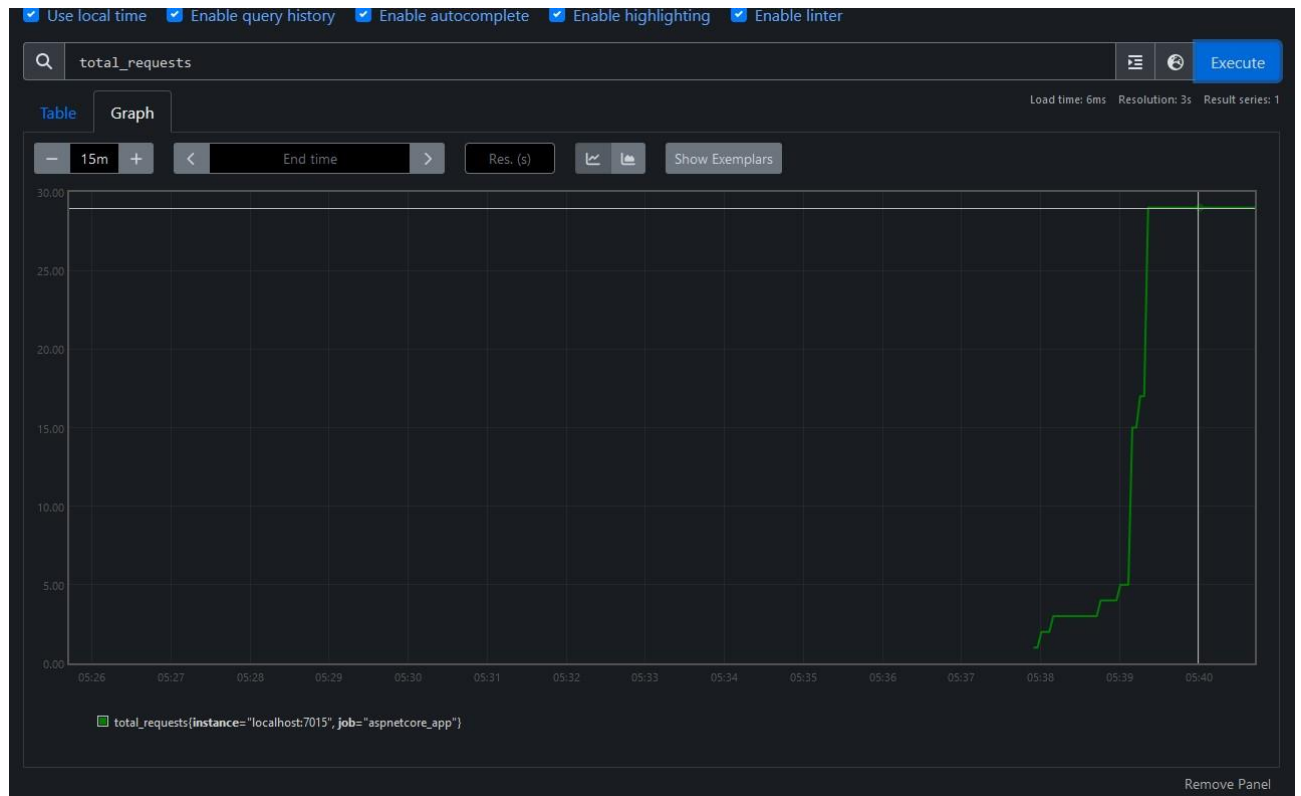 Use local time Enable query history Enable autocomplete Enable highlighting Enable linter
total_requests Execute
Table Graph Load time: 6ms Resolution: 3s Result series: 1
− 15m + < End time > Res. (s) Show Exemplars
30.00
25.00
20.00
15.00
10.00
5.00
0.00
05:26 05:27 05:28 05:29 05:30 05:31 05:32 05:33 05:34 05:35 05:36 05:37 05:38 05:39 05:40
total_requests{instance="localhost:7015", job="aspnetcore_app"}
Remove Panel